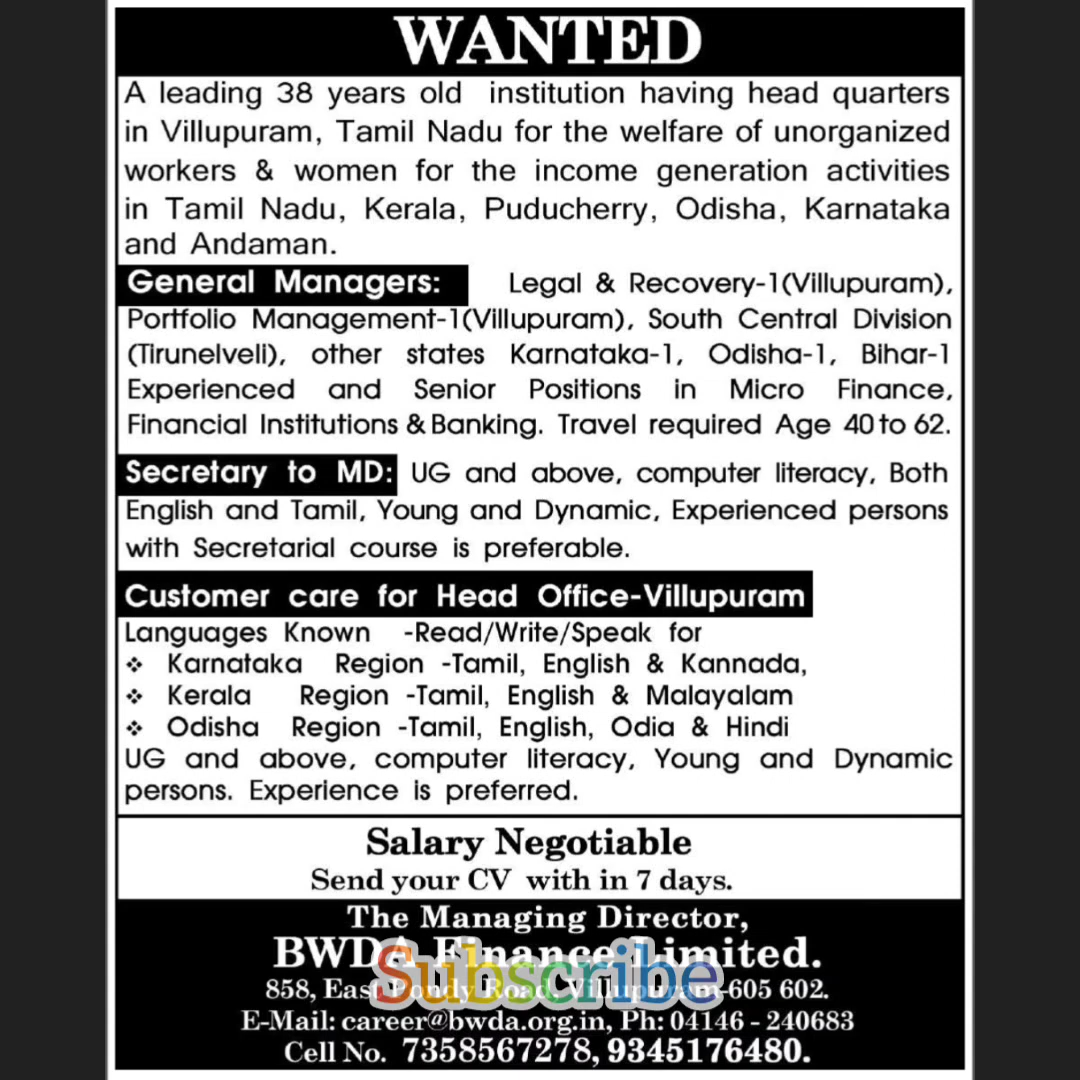 WANTED
A leading 38 years old institution having head quarters
in Villupuram, Tamil Nadu for the welfare of unorganized
workers & women for the income generation activities
in Tamil Nadu, Kerala, Puducherry, Odisha, Karnataka
and Andaman.
General Managers: Legal & Recovery-1(Villupuram),
Portfolio Management-1(Villupuram), South Central Division
(Tirunelveli), other states Karnataka-1, Odisha-1, Bihar-1
Experienced and Senior Positions in Micro Finance,
Financial Institutions & Banking. Travel required Age 40 to 62.
Secretary to MD: UG and above, computer literacy, Both
English and Tamil, Young and Dynamic, Experienced persons
with Secretarial course is preferable.
Customer care for Head Office-Villupuram
Languages Known -Read/Write/Speak for
❖ Karnataka Region -Tamil, English & Kannada,
❖ Kerala Region -Tamil, English & Malayalam
❖ Odisha Region -Tamil, English, Odia & Hindi
UG and above, computer literacy, Young and Dynamic
persons. Experience is preferred.
Salary Negotiable
Send your CV with in 7 days.
The Managing Director,
BWDA Finance Limited.
Subscribe
858, East Pondy Road, Villupuram-605 602.
E-Mail: career@bwda.org.in, Ph: 04146 - 240683
Cell No. 7358567278, 9345176480.